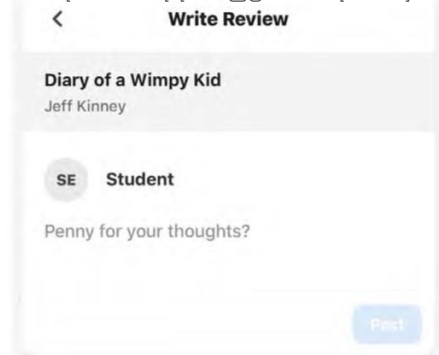 Write Review
Diary of a Wimpy Kid
Jeff Kinney
SE Student
Penny for your thoughts?
Post